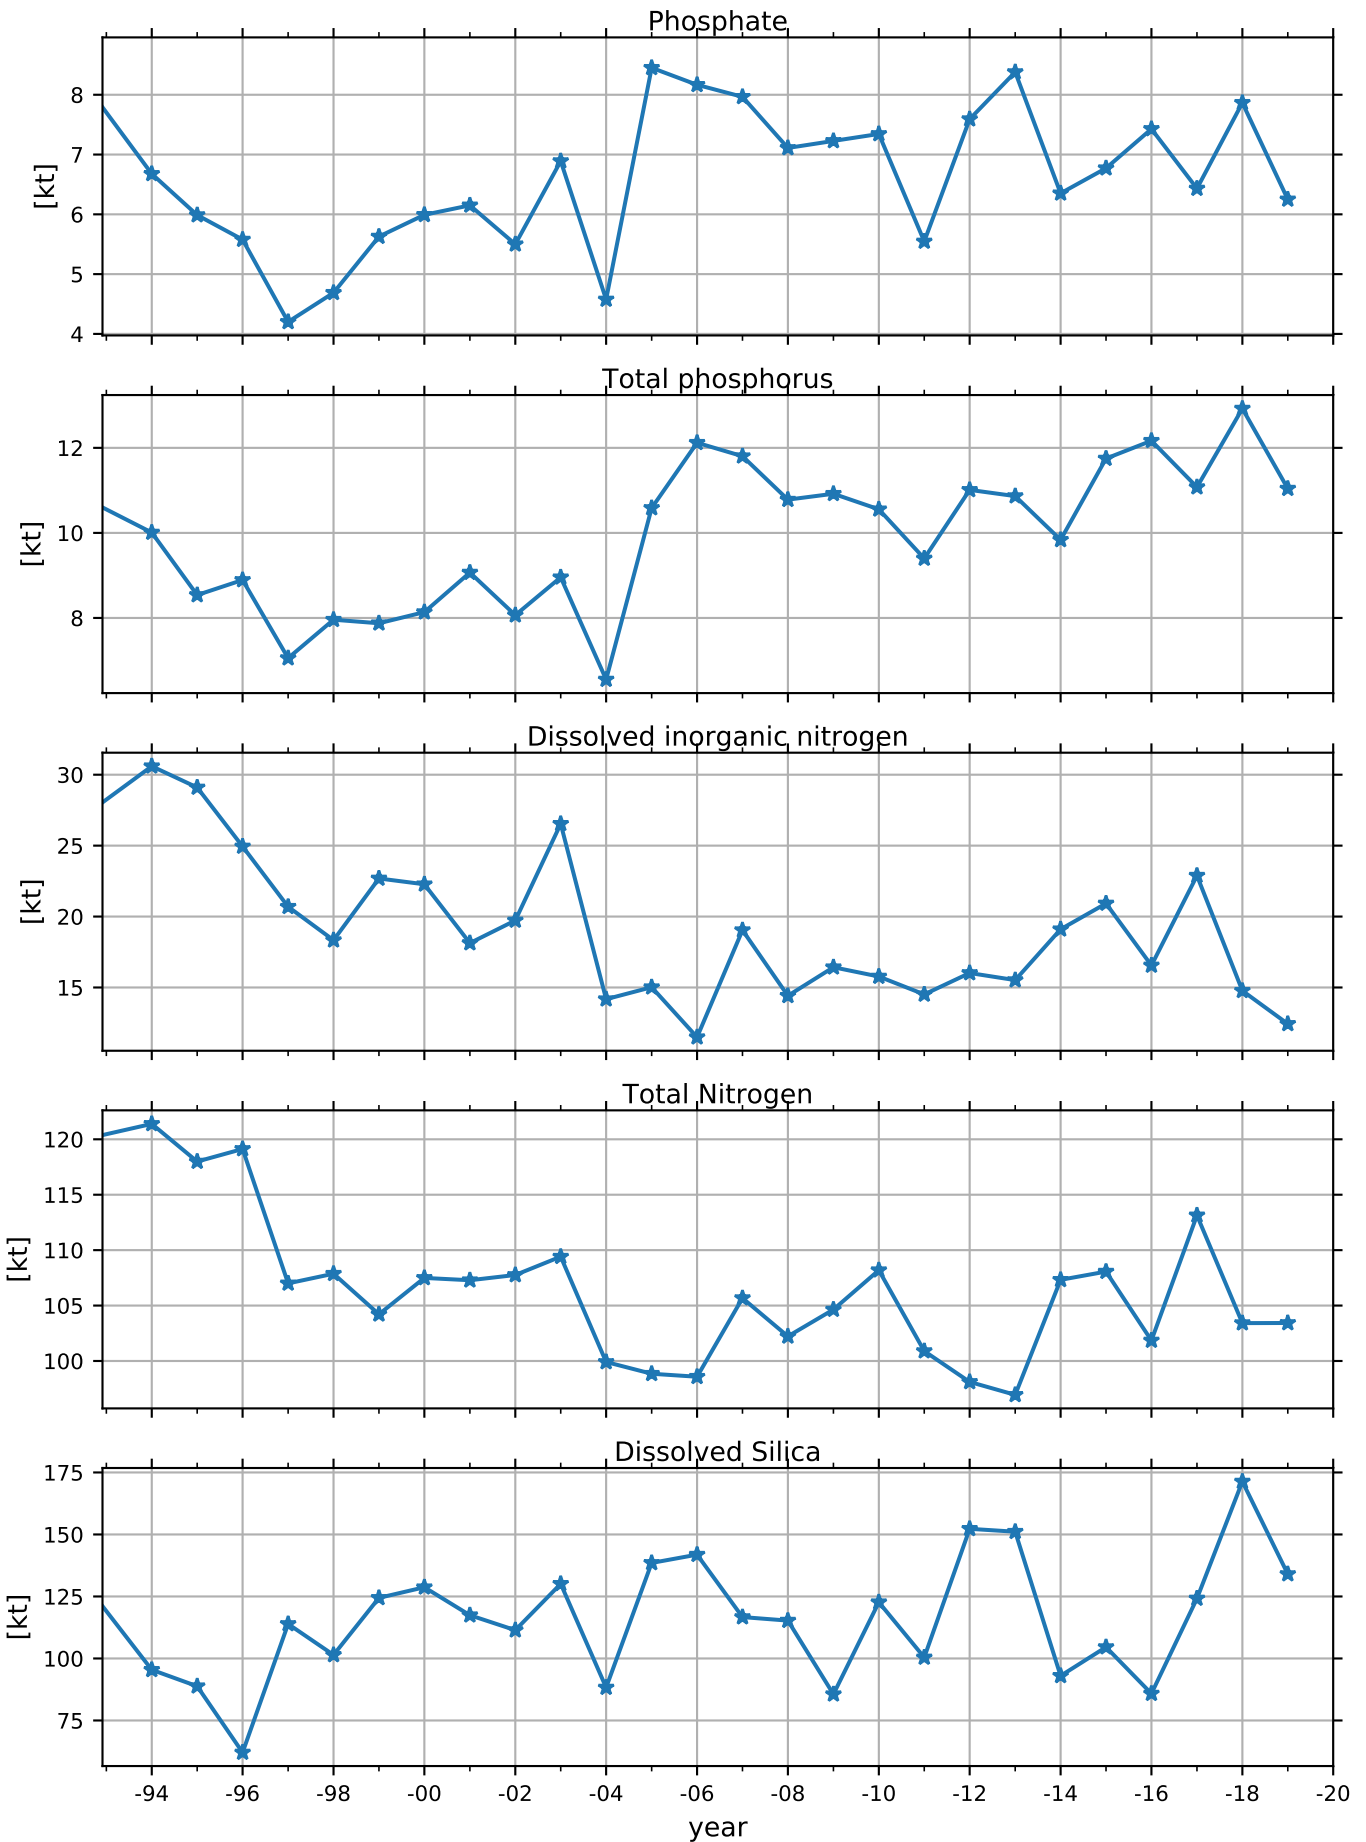 Phosphate
8
7
6
5
4
[kt]
Total phosphorus
12
10
8
[kt]
Dissolved inorganic nitrogen
30
25
20
15
[kt]
Total Nitrogen
120
115
110
105
100
[kt]
Dissolved Silica
175
150
125
100
75
[kt]
-94 -96 -98 -00 -02 -04 -06 -08 -10 -12 -14 -16 -18 -20
year